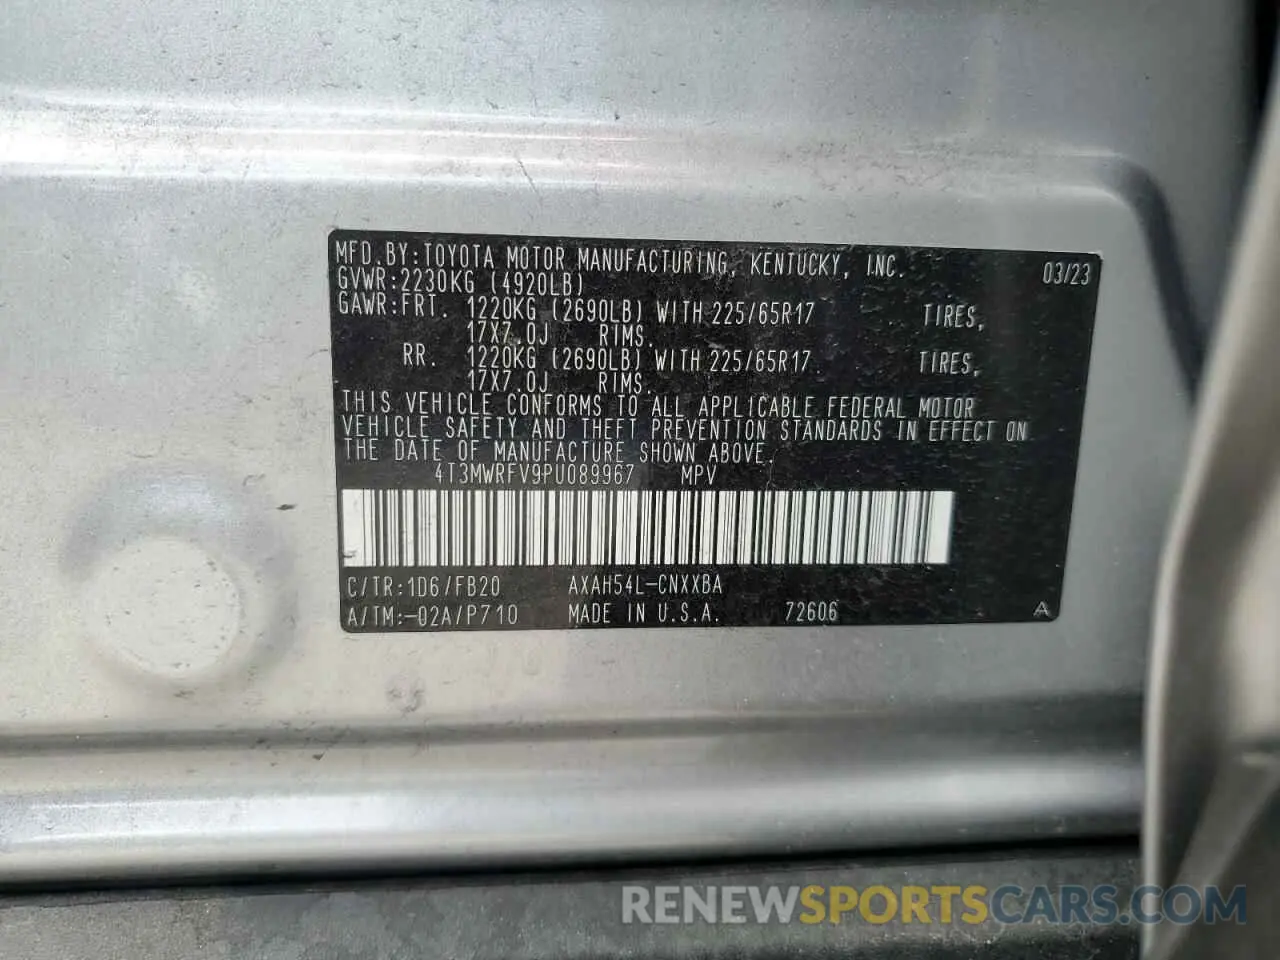 MFD.BY:TOYOTA MOTOR MANUFACTURING, KENTUCKY, INC. 03/23
GVWR:2230KG (4920LB)
GAWR:FRT. 1220KG (2690LB) WITH 225/65R17 TIRES,
17X7.0J RIMS.
RR. 1220KG (2690LB) WITH 225/65R17 TIRES,
17X7.0J RIMS.
THIS VEHICLE CONFORMS TO ALL APPLICABLE FEDERAL MOTOR
VEHICLE SAFETY AND THEFT PREVENTION STANDARDS IN EFFECT ON
THE DATE OF MANUFACTURE SHOWN ABOVE.
4T3MWRFV9PU089967 MPV
C/TR:1D6/FB20 AXAH54L-CNXXBA
A/TM:-02A/P710 MADE IN U.S.A. 72606 A
RENEWSPORTSCARS.COM